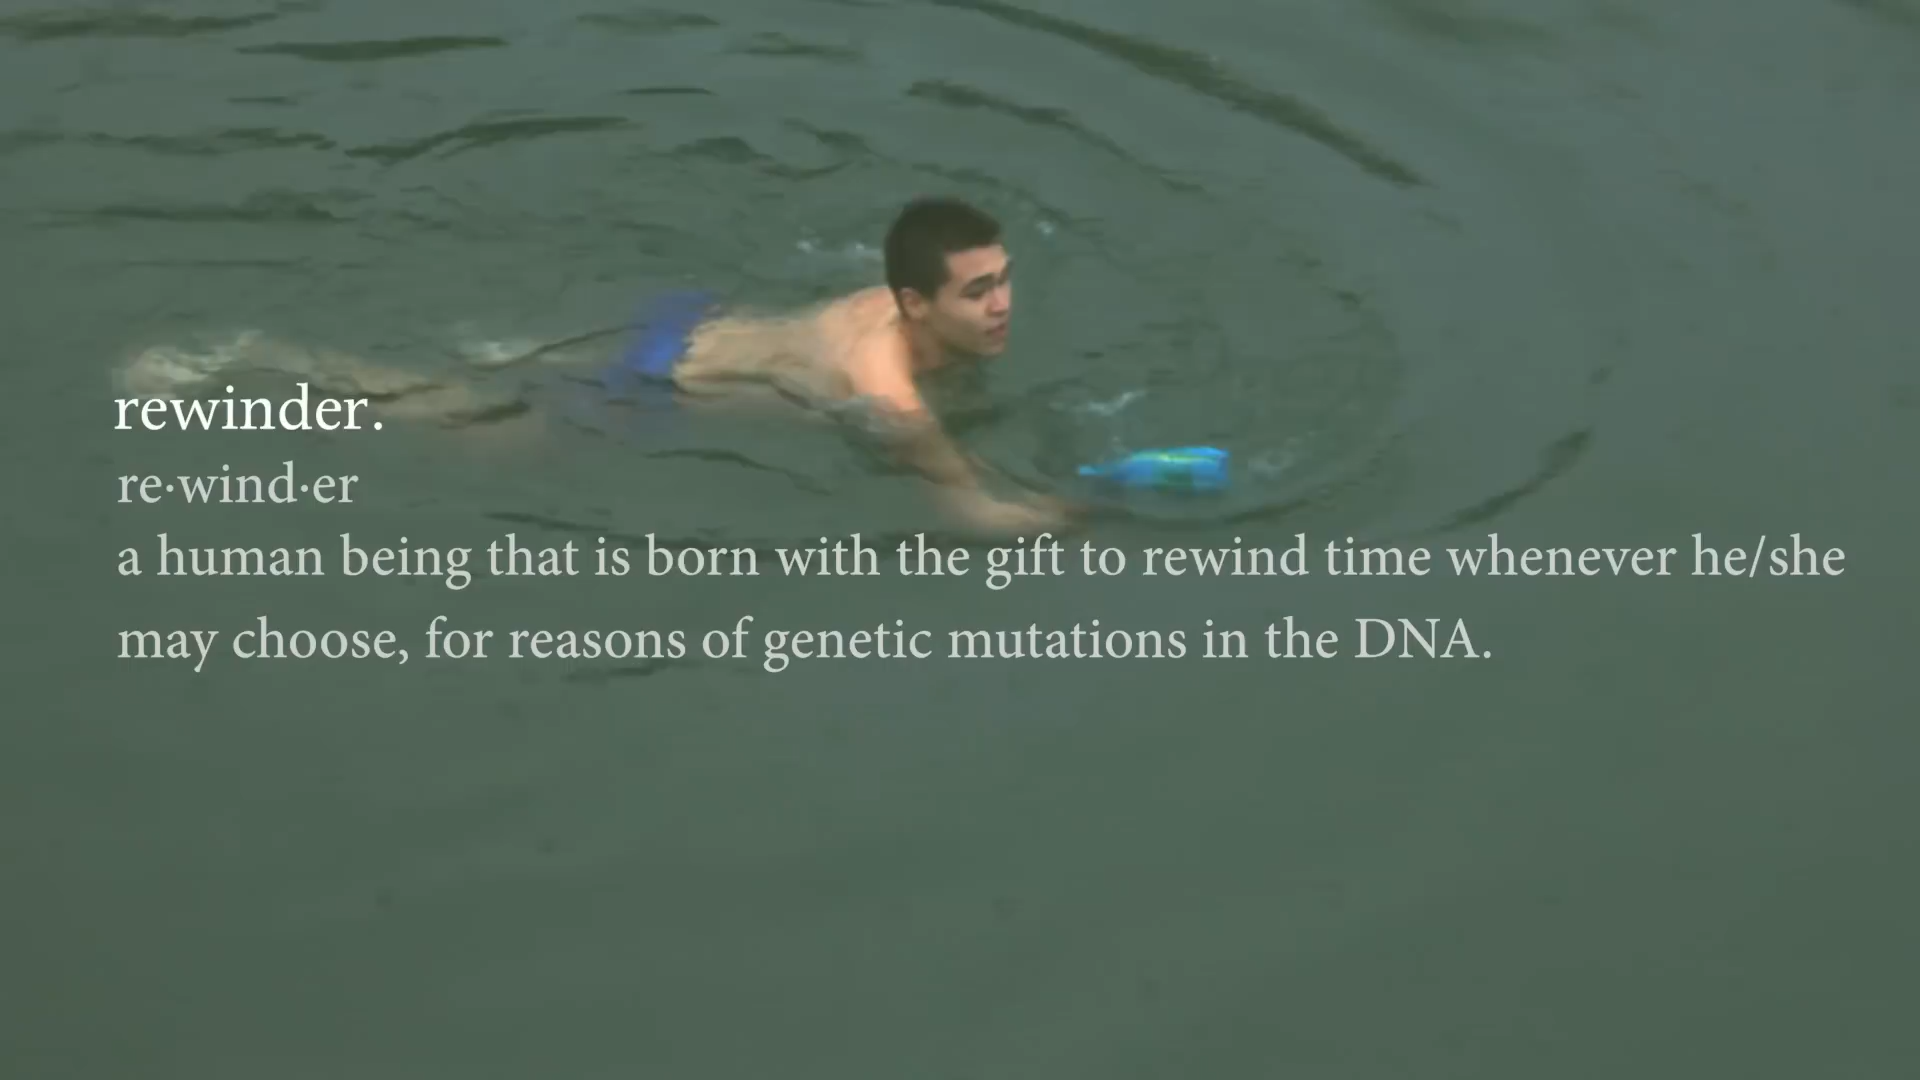 rewinder.
re·wind·er
a human being that is born with the gift to rewind time whenever he/she
may choose, for reasons of genetic mutations in the DNA.